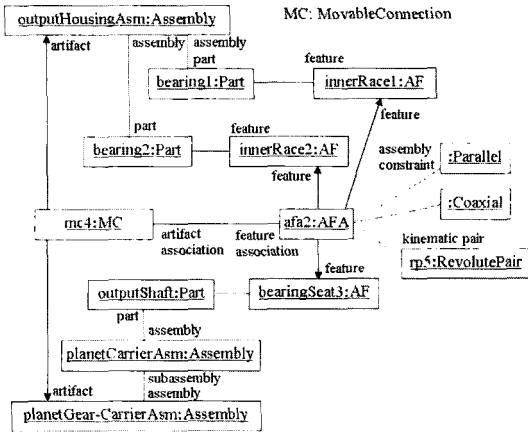 MC: MovableConnection
outputHousingAsm:Assembly
artifact
assembly
assembly
part
feature
bearing1:Part
innerRace1:AF
part
feature
assembly
constraint
:Parallel
bearing2:Part
innerRace2:AF
feature
:Coaxial
mc4:MC
artifact
association
feature
association
afa2:AFA
kinematic pair
rp5:RevolutePair
feature
outputShaft:Part
bearingSeat3:AF
part
assembly
planetCarrierAsm:Assembly
subassembly
artifact
assembly
planetGear-CarrierAsm:Assembly